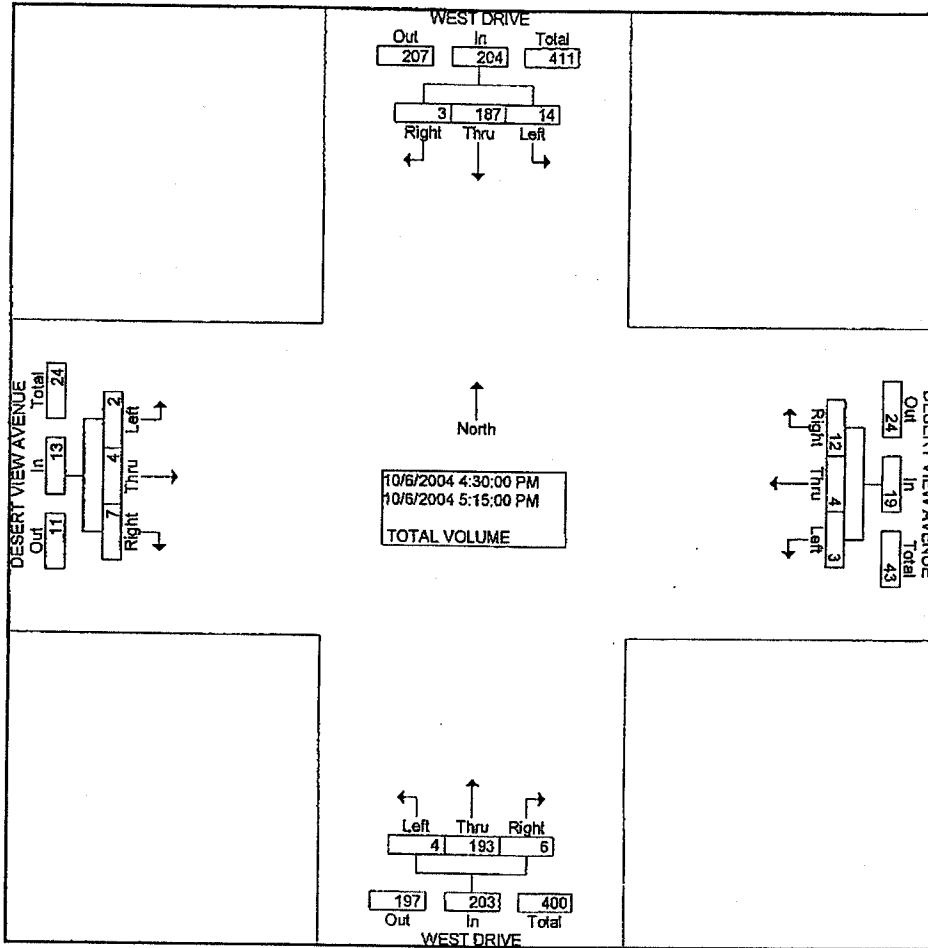 WEST DRIVE
Out In Total
207 204 411
3 187 14
Right Thru Left
DESERT VIEW AVENUE
Total In Out
24 13 11
2 4 7
Left Thru Right
North
10/6/2004 4:30:00 PM
10/6/2004 5:15:00 PM
TOTAL VOLUME
Right Thru Left
12 4 3
24 19 43
Out In Total
DESERT VIEW AVENUE
Left Thru Right
4 193 6
197 203 400
Out In Total
WEST DRIVE